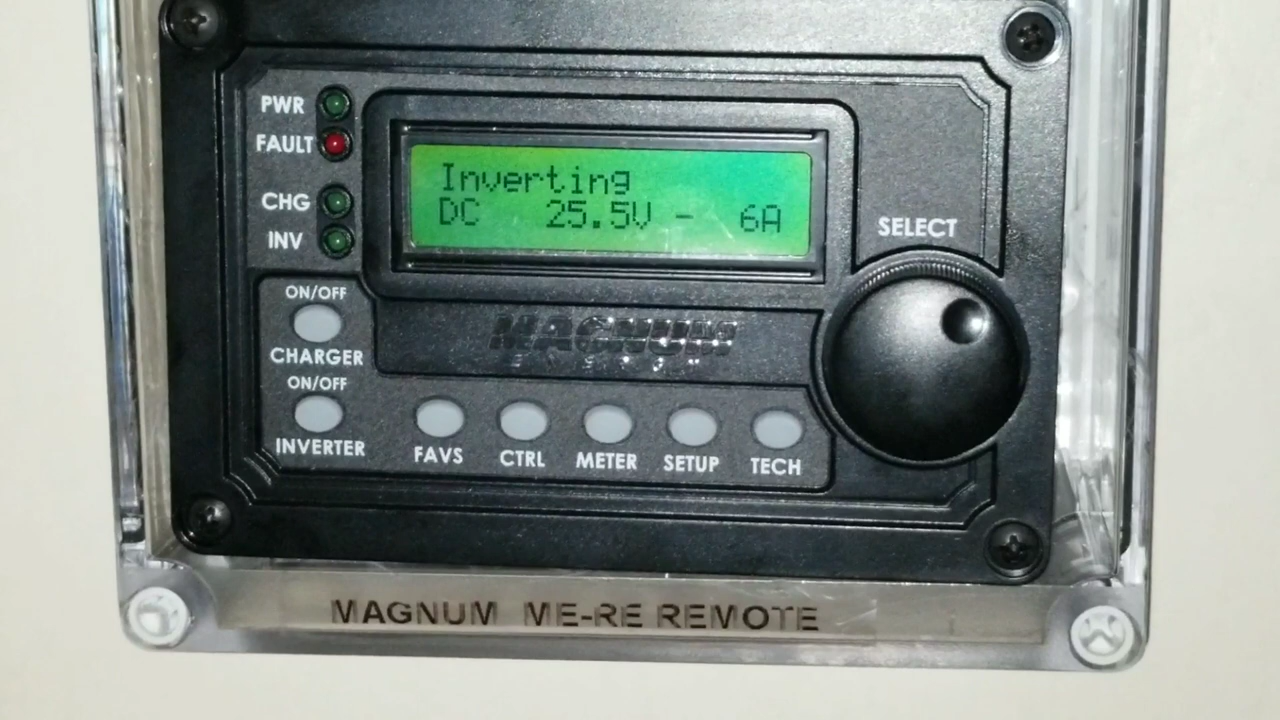 PWR
FAULT
CHG
INV
Inverting
DC 25.5V - 6A
SELECT
ON/OFF
CHARGER
ON/OFF
INVERTER
MAGNUM
FAVS
CTRL
METER
SETUP
TECH
MAGNUM ME-RE REMOTE